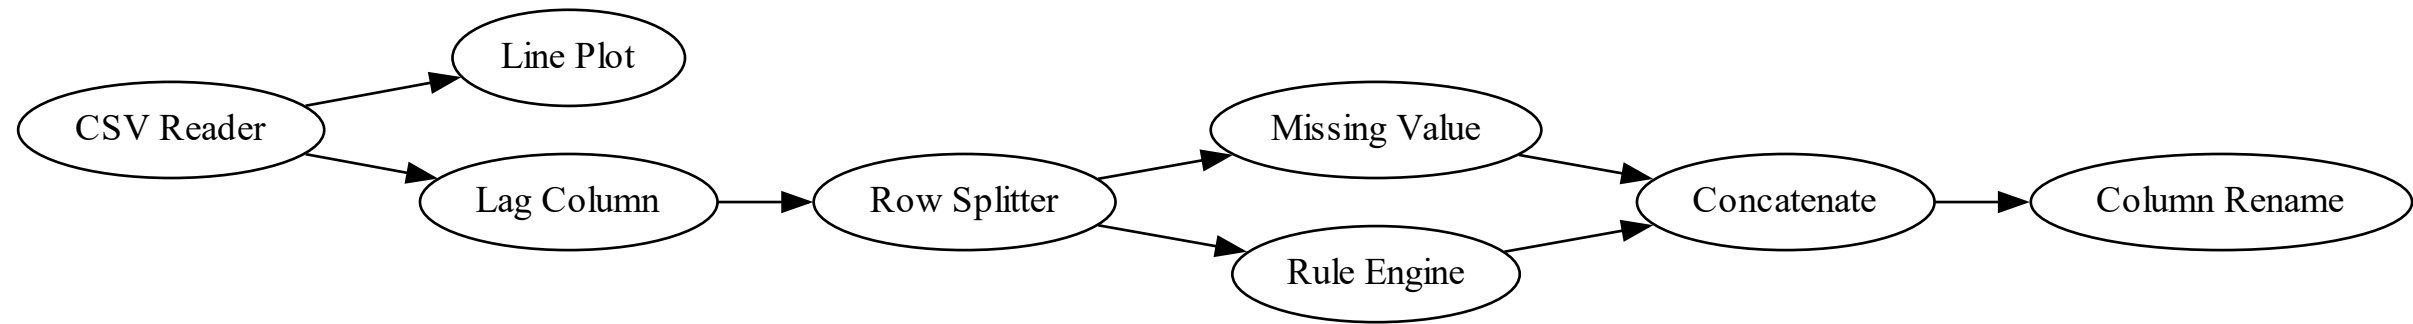 CSV Reader
Line Plot
Lag Column
Row Splitter
Missing Value
Rule Engine
Concatenate
Column Rename